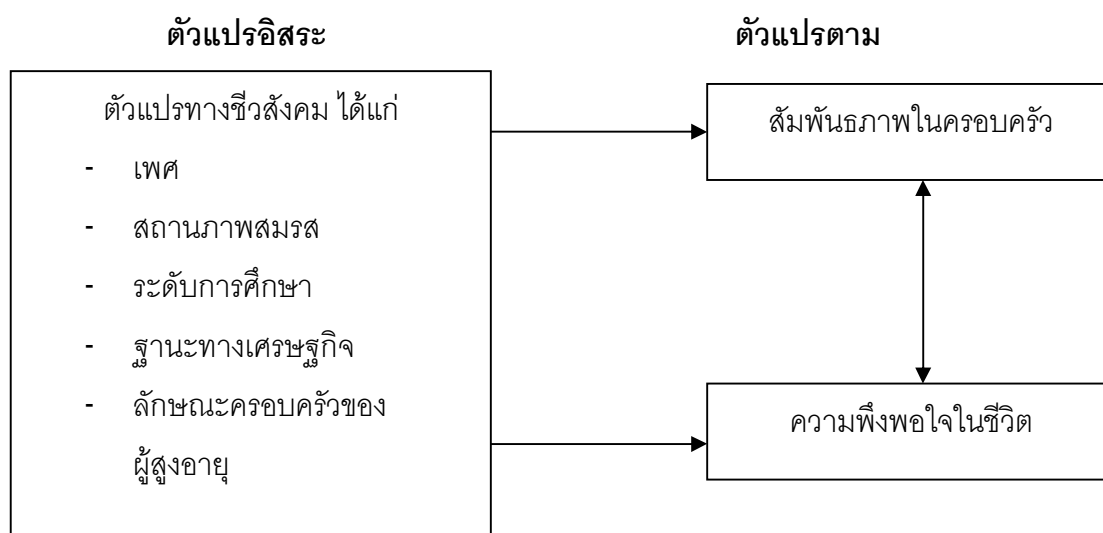 ตัวแปรอิสระ
ตัวแปรตาม
ตัวแปรทางชีวสังคม ได้แก่
- เพศ
- สถานภาพสมรส
- ระดับการศึกษา
- ฐานะทางเศรษฐกิจ
- ลักษณะครอบครัวของ
ผู้สูงอายุ
สัมพันธภาพในครอบครัว
ความพึงพอใจในชีวิต